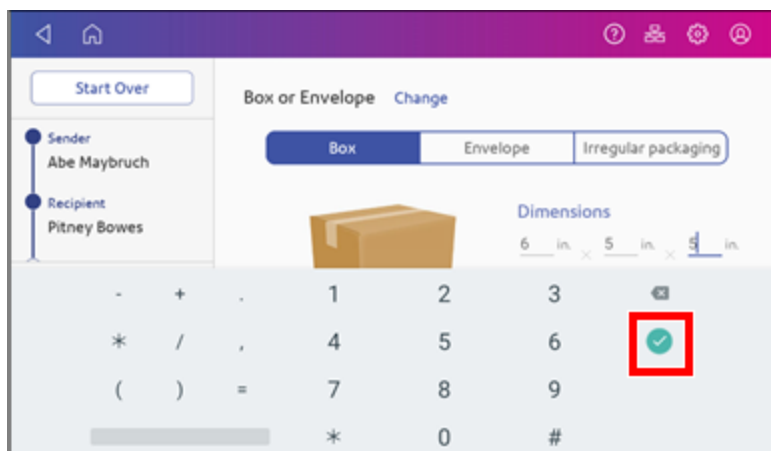 Start Over
Box or Envelope Change
Sender
Abe Maybruch
Box Envelope Irregular packaging
Recipient
Pitney Bowes
Dimensions
6 in. × 5 in. × 5 in.
- + . 1 2 3
* / , 4 5 6
( ) = 7 8 9
* 0 #